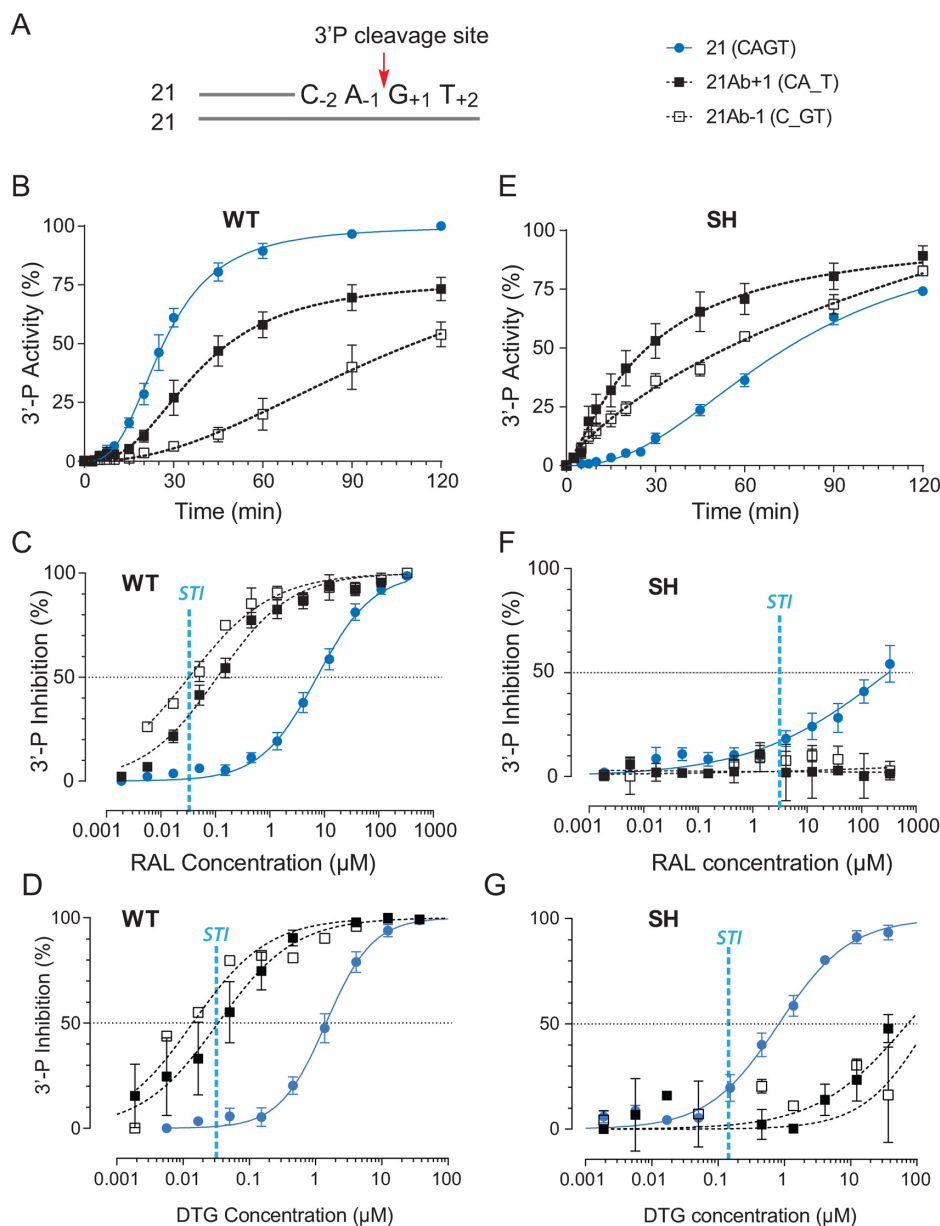 A
3'P cleavage site
21 C-2 A-1 G+1 T+2
21
21 (CAGT)
21Ab+1 (CA_T)
21Ab-1 (C_GT)
B
WT
3'-P Activity (%)
100
75
50
25
0
0 30 60 90 120
Time (min)
E
SH
3'-P Activity (%)
100
75
50
25
0
0 30 60 90 120
Time (min)
C
WT
STI
3'-P Inhibition (%)
100
50
0
0.001 0.1 1 10 100 1000
RAL Concentration (µM)
F
SH
STI
3'-P Inhibition (%)
100
50
0
0.001 0.01 0.1 1 10 100 1000
RAL concentration (µM)
D
WT
STI
3'-P Inhibition (%)
100
50
0
0.001 0.01 0.1 1 10 100
DTG Concentration (µM)
G
SH
STI
3'-P Inhibition (%)
100
50
0
0.001 0.01 0.1 1 10 100
DTG concentration (µM)